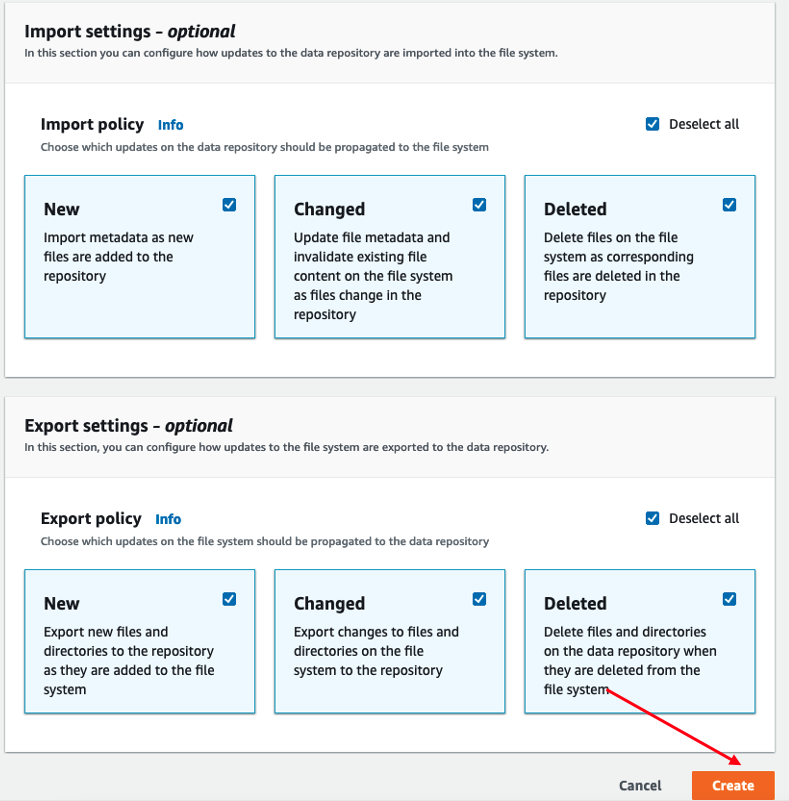 Import settings - optional
In this section you can configure how updates to the data repository are imported into the file system.
Import policy Info
Deselect all
Choose which updates on the data repository should be propagated to the file system
New
Import metadata as new
files are added to the
repository
Changed
Update file metadata and
invalidate existing file
content on the file system
as files change in the
repository
Deleted
Delete files on the file
system as corresponding
files are deleted in the
repository
Export settings - optional
In this section, you can configure how updates to the file system are exported to the data repository.
Export policy Info
Deselect all
Choose which updates on the file system should be propagated to the data repository
New
Export new files and
directories to the repository
as they are added to the file
system
Changed
Export changes to files and
directories on the file
system to the repository
Deleted
Delete files and directories
on the data repository when
they are deleted from the
file system
Cancel
Create